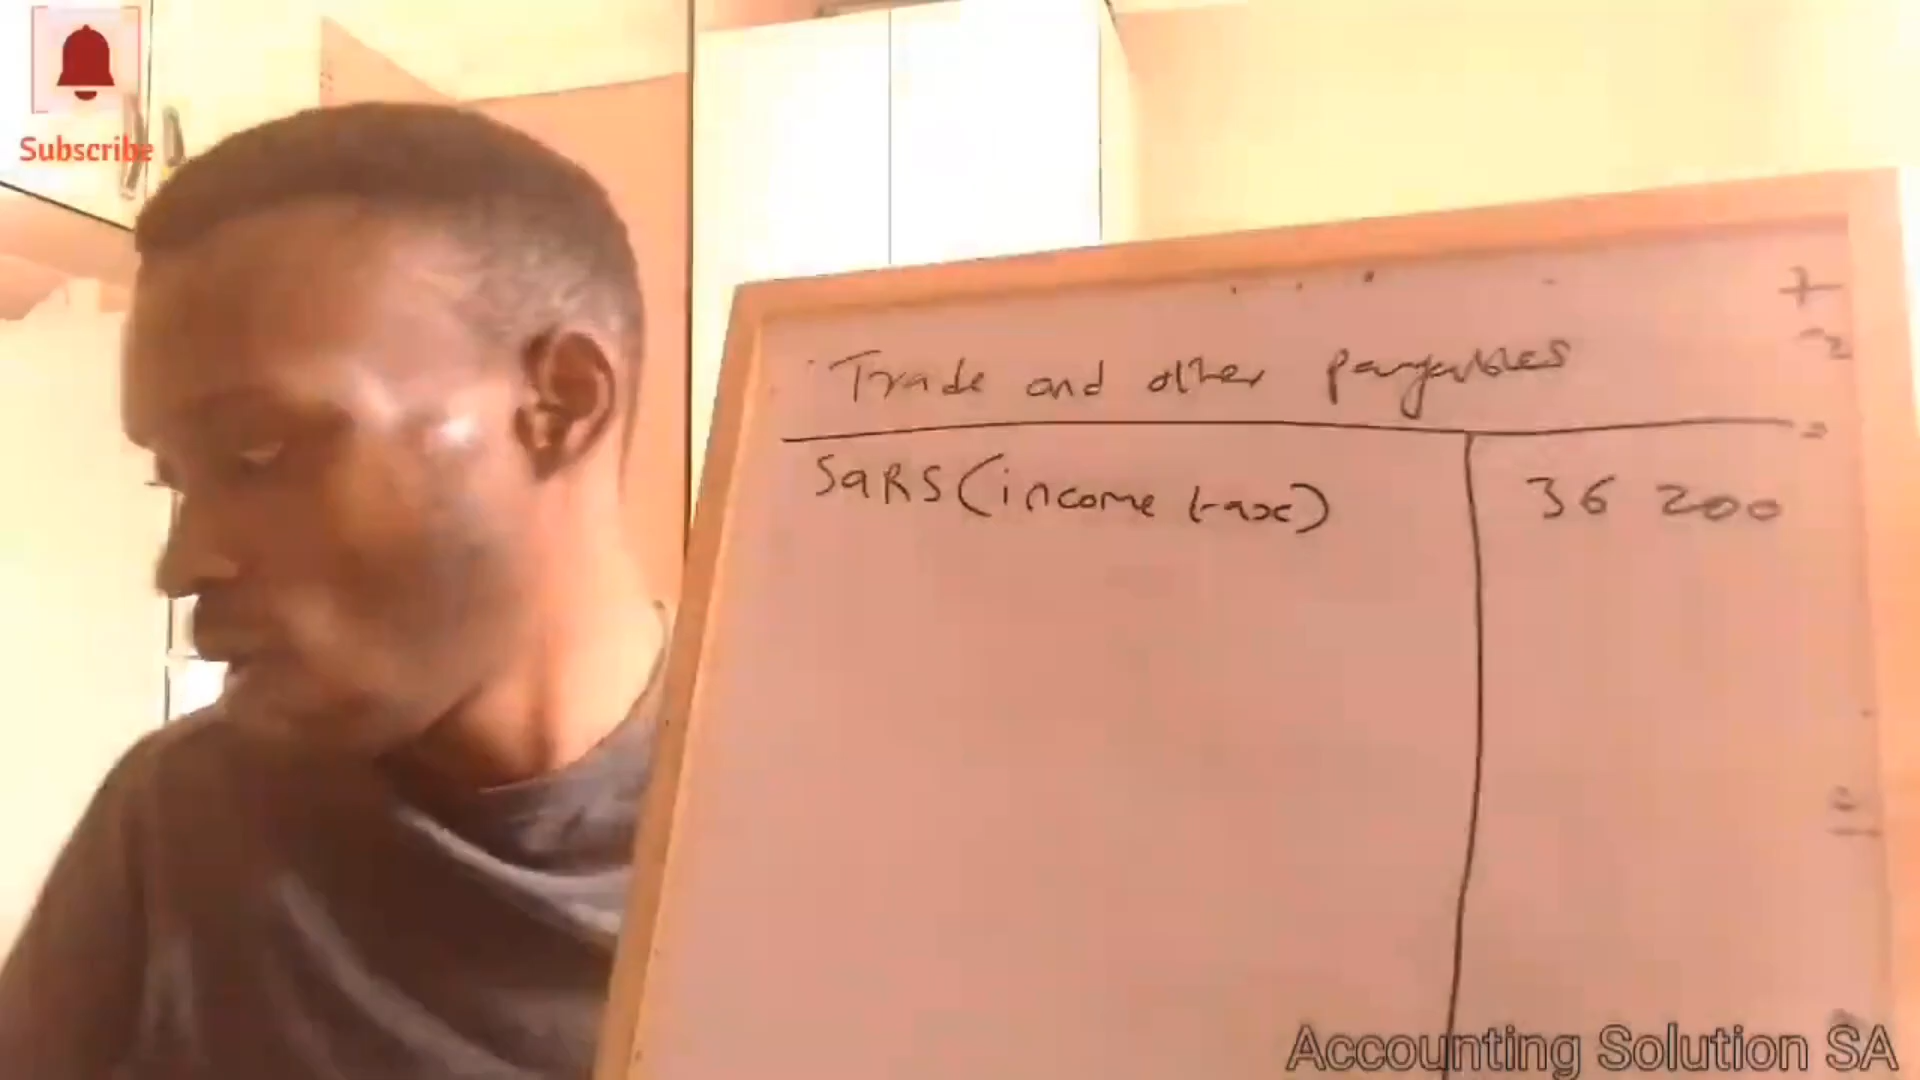 Subscribe
Trade and other payables
SaRS (income tax)
36 200
Accounting Solution SA